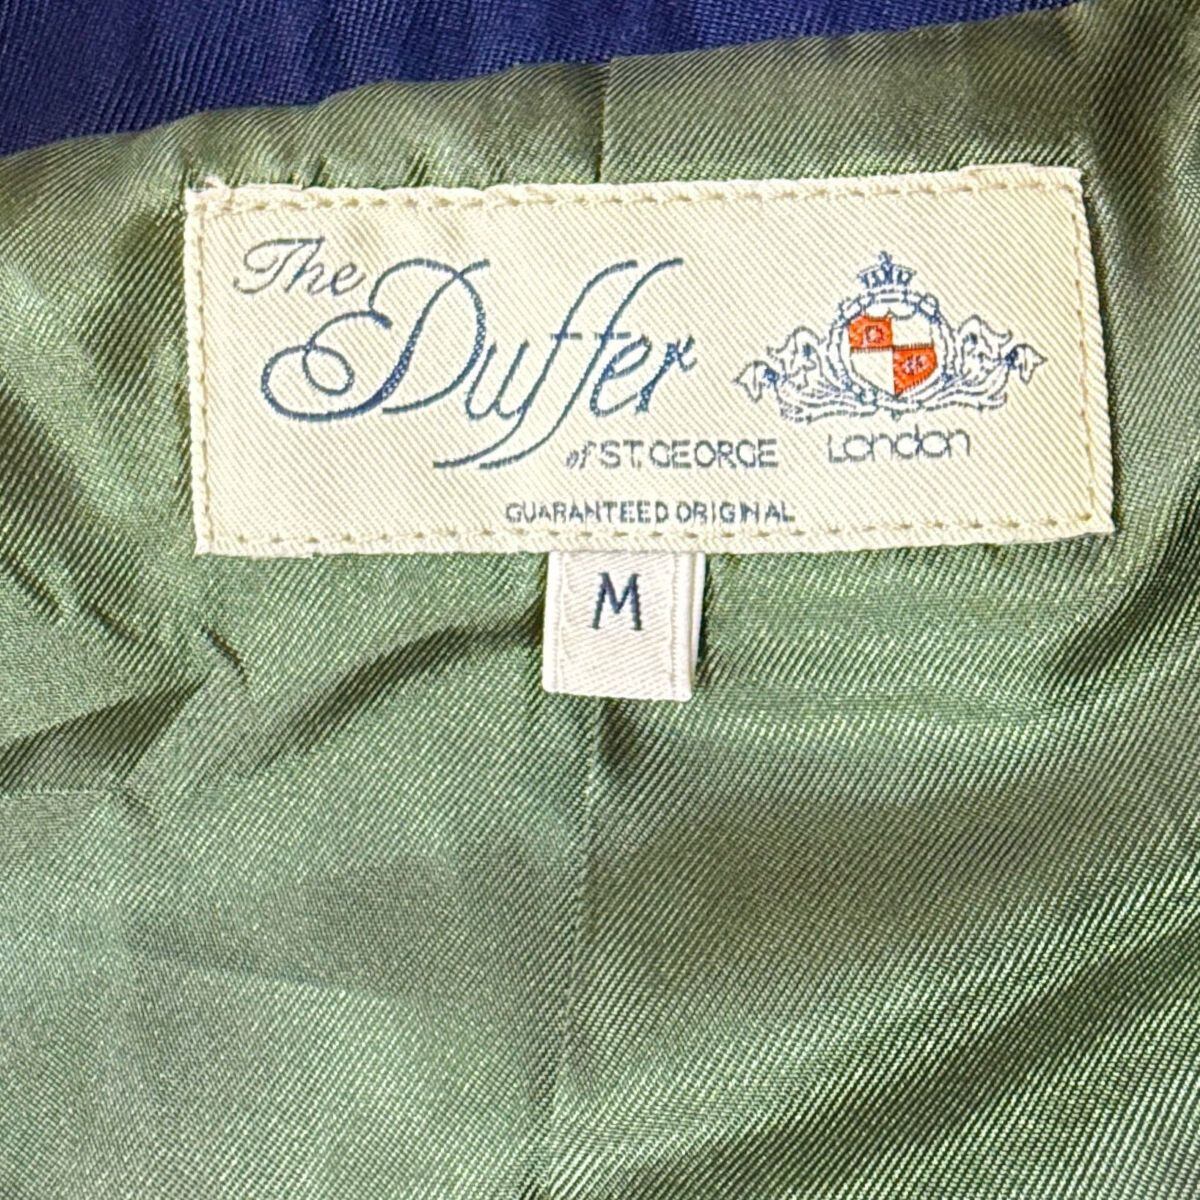 The Duffer
of ST. GEORGE
London
GUARANTEED ORIGINAL
M